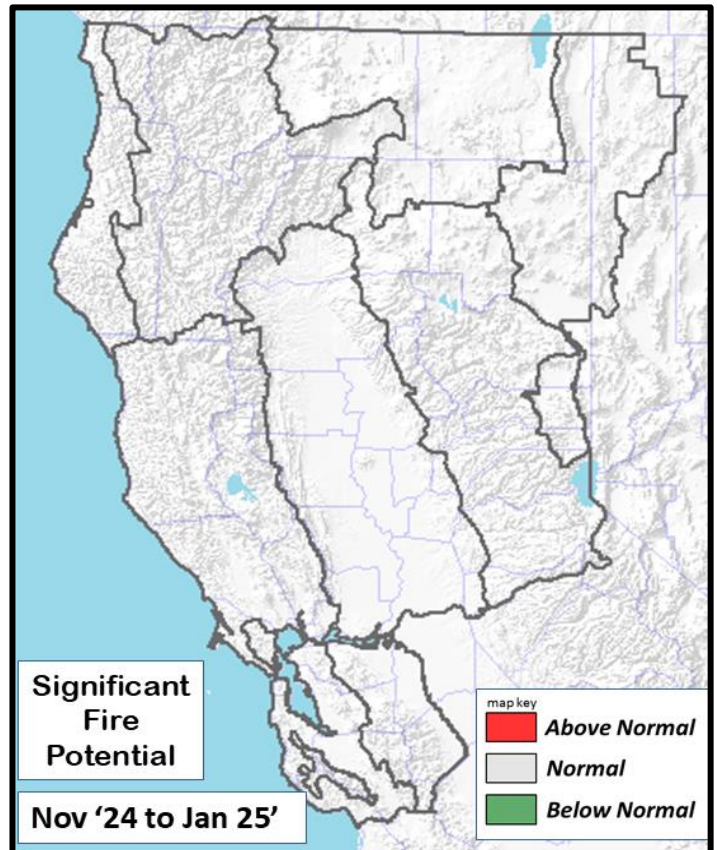 Significant
Fire
Potential
Nov ‘24 to Jan 25’
map key
Above Normal
Normal
Below Normal